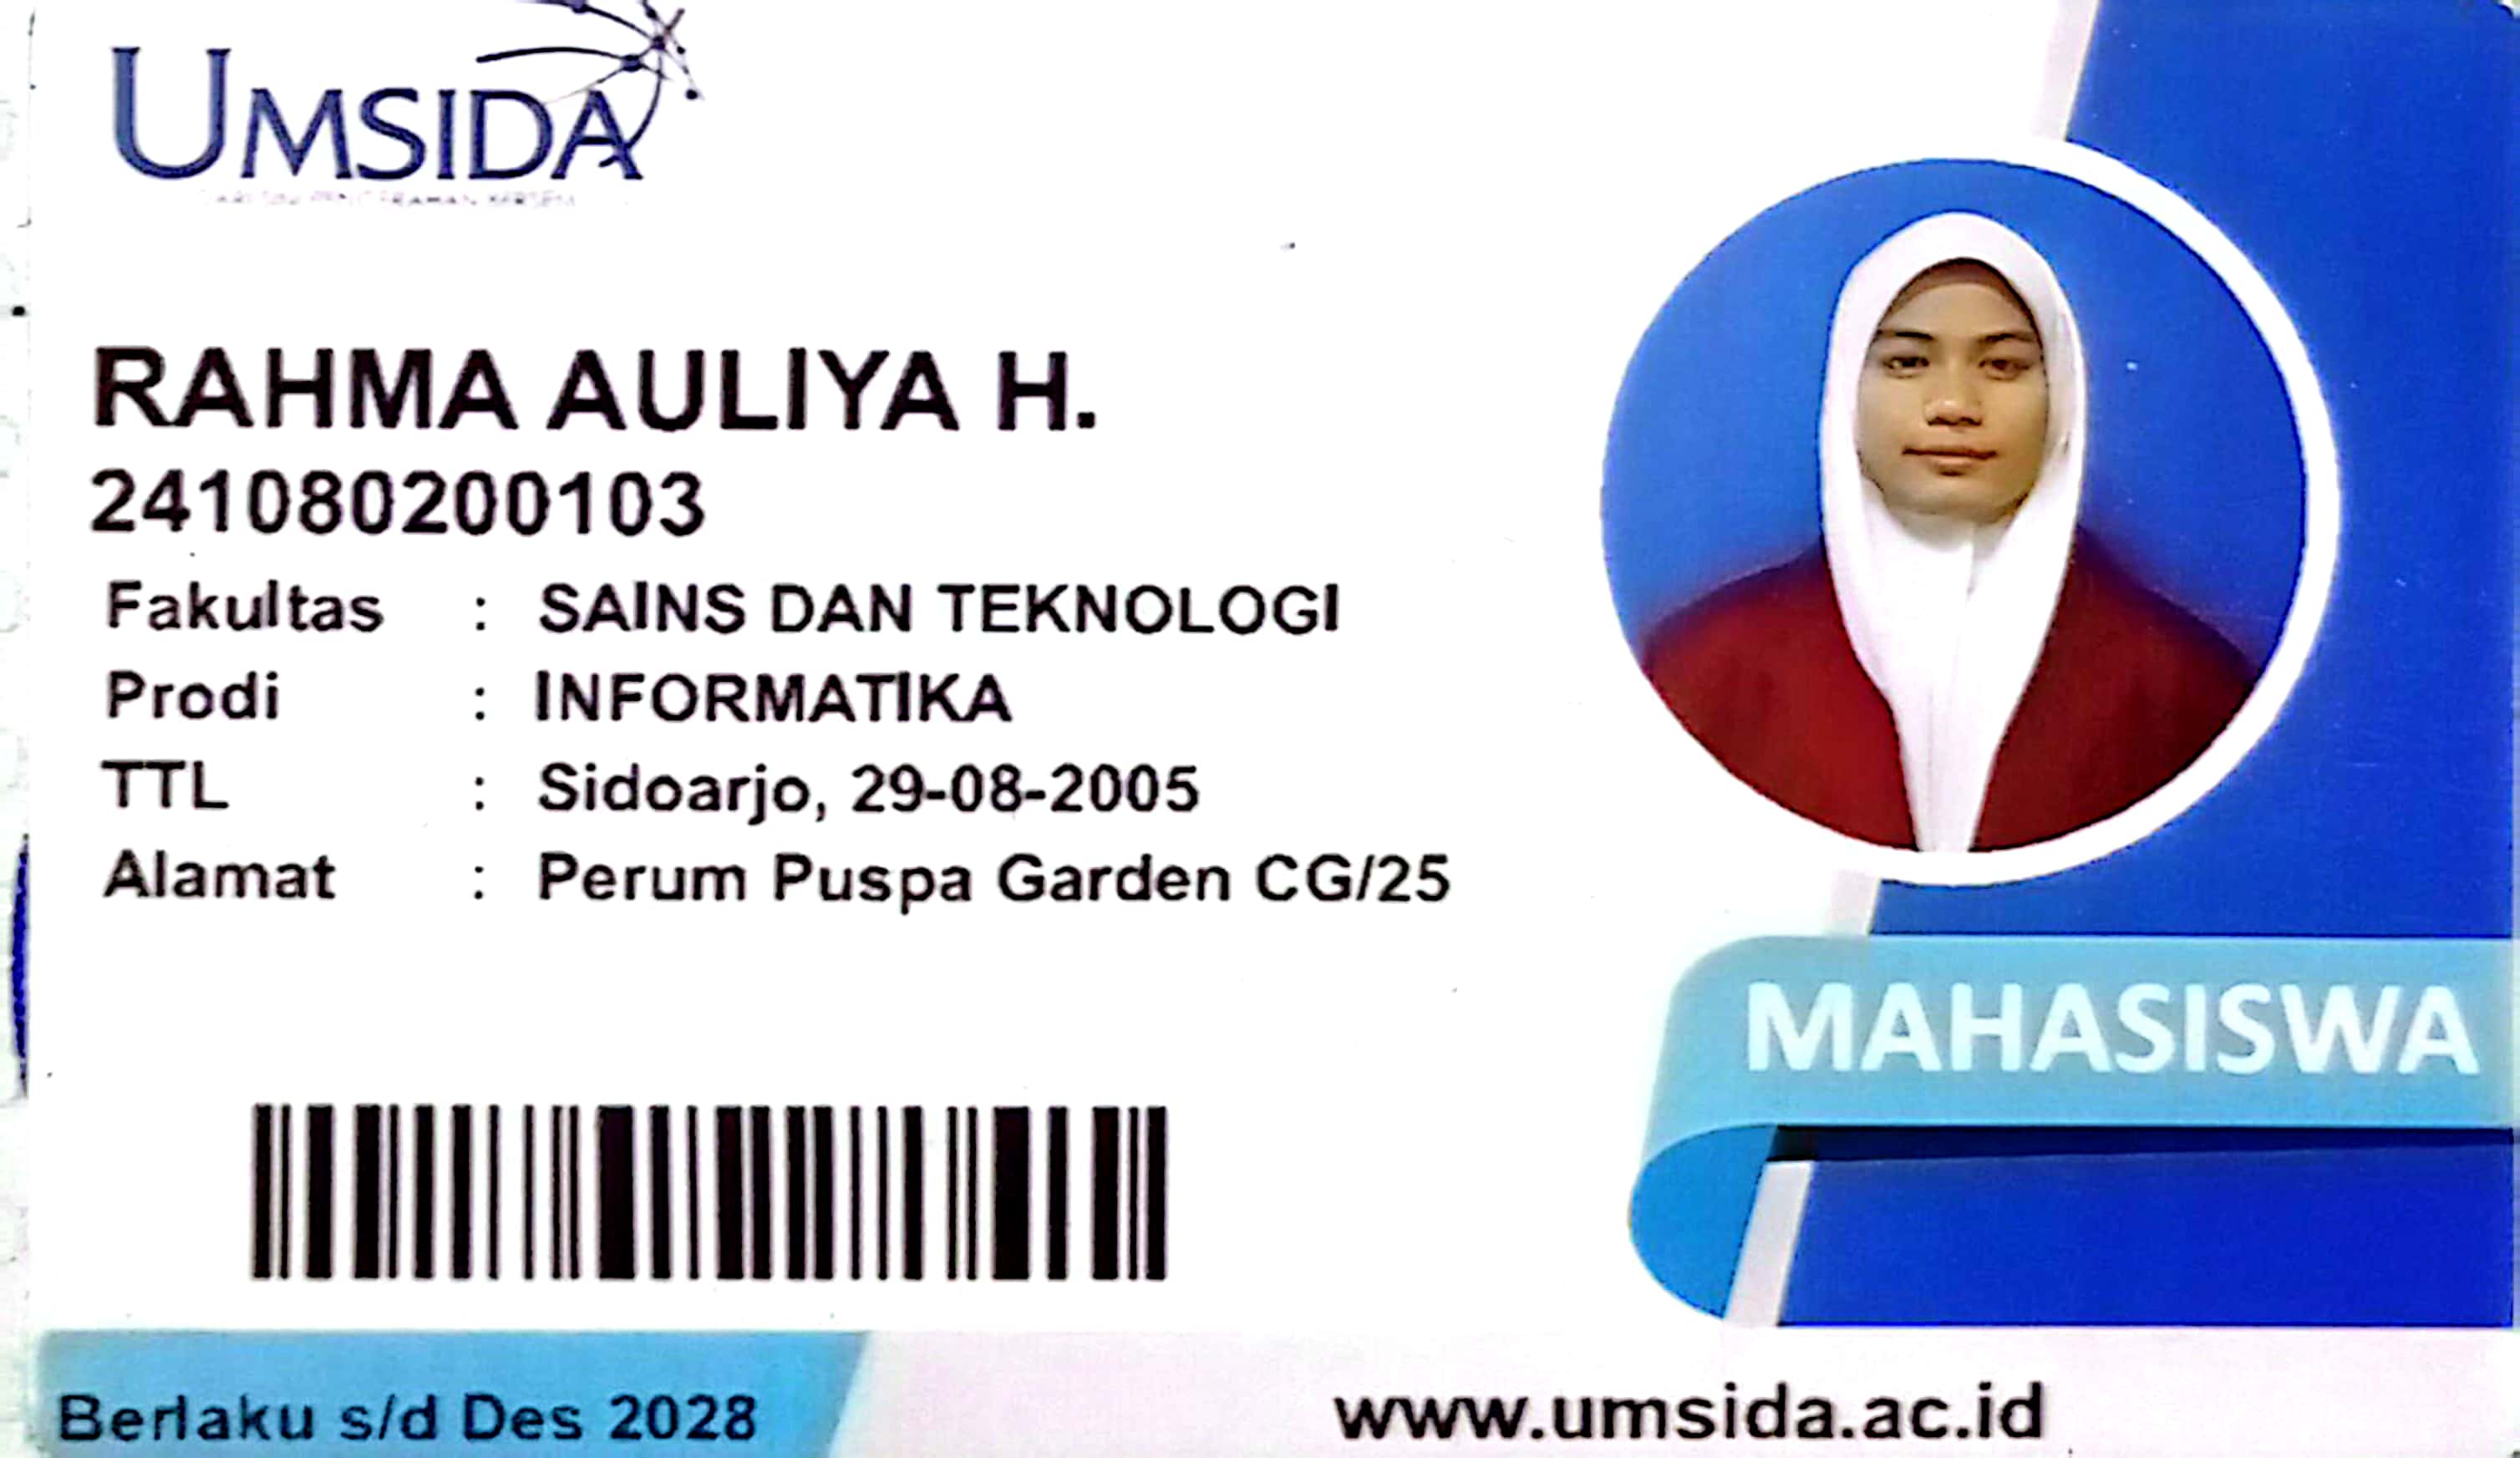 UMSIDA
RAHMA AULIYA H.
241080200103
Fakultas : SAINS DAN TEKNOLOGI
Prodi : INFORMATIKA
TTL : Sidoarjo, 29-08-2005
Alamat : Perum Puspa Garden CG/25
MAHASISWA
Berlaku s/d Des 2028
www.umsida.ac.id